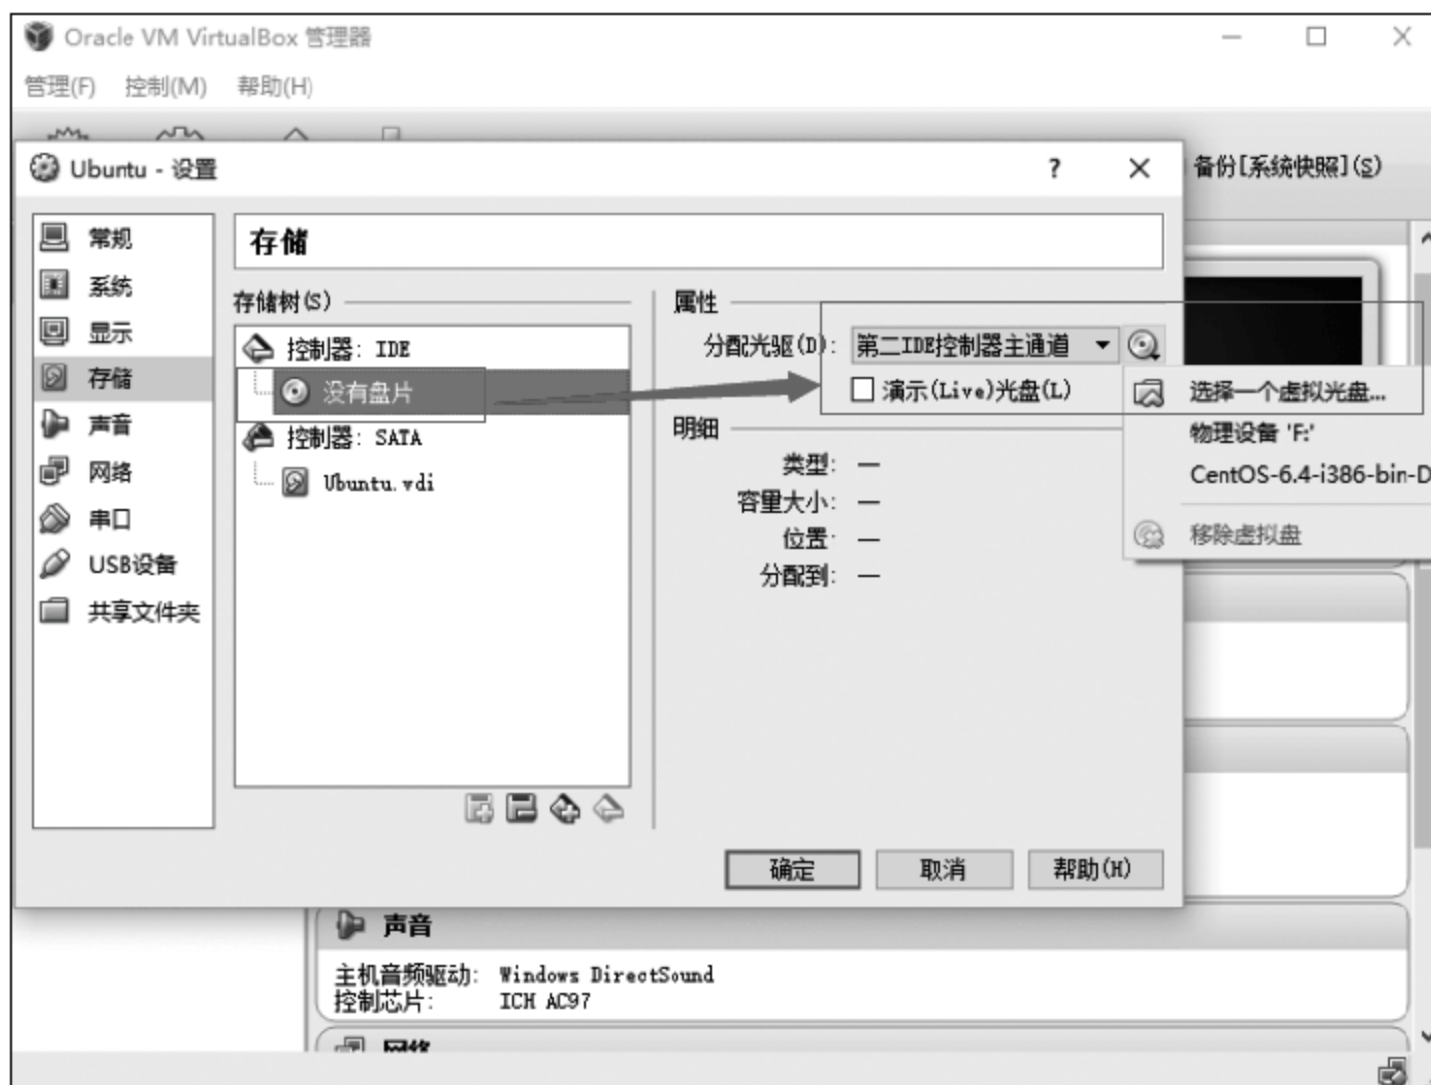 Oracle VM VirtualBox 管理器
管理(F) 控制(M) 帮助(H)
备份[系统快照](S)
Ubuntu - 设置
常规
系统
显示
存储
声音
网络
串口
USB设备
共享文件夹
存储
存储树(S)
控制器: IDE
没有盘片
控制器: SATA
Ubuntu.vdi
属性
分配光驱(D): 第二IDE控制器主通道
演示(Live)光盘(L)
明细
类型: —
容量大小: —
位置: —
分配到: —
选择一个虚拟光盘...
物理设备 'F:'
CentOS-6.4-i386-bin-D
移除虚拟盘
确定 取消 帮助(H)
声音
主机音频驱动: Windows DirectSound
控制芯片: ICH AC97
网络